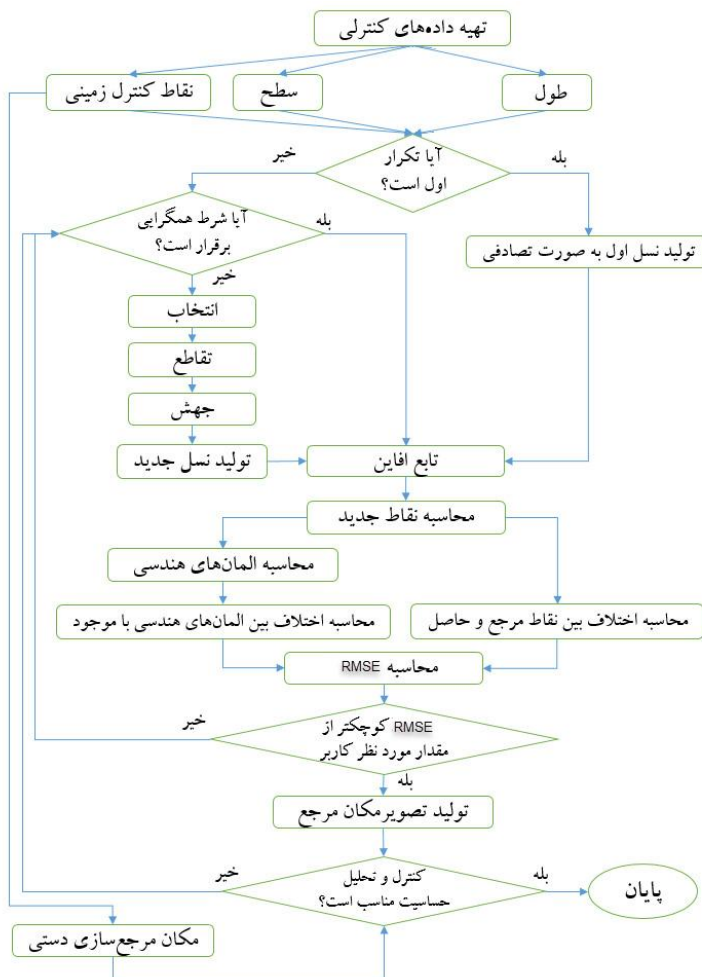 تهیه داده‌های کنترلی
طول
سطح
نقاط کنترل زمینی
آیا تکرار
اول است؟
بله
خیر
آیا شرط همگرایی
برقرار است؟
بله
خیر
تولید نسل اول به صورت تصادفی
انتخاب
تقاطع
جهش
تولید نسل جدید
تابع افاین
محاسبه نقاط جدید
محاسبه المان‌های هندسی
محاسبه اختلاف بین نقاط مرجع و حاصل
محاسبه اختلاف بین المان‌های هندسی با موجود
محاسبه RMSE
RMSE کوچکتر از
مقدار مورد نظر کاربر
خیر
بله
تولید تصویرمکان مرجع
کنترل و تحلیل
حساسیت مناسب است؟
بله
خیر
پایان
مکان مرجع‌سازی دستی